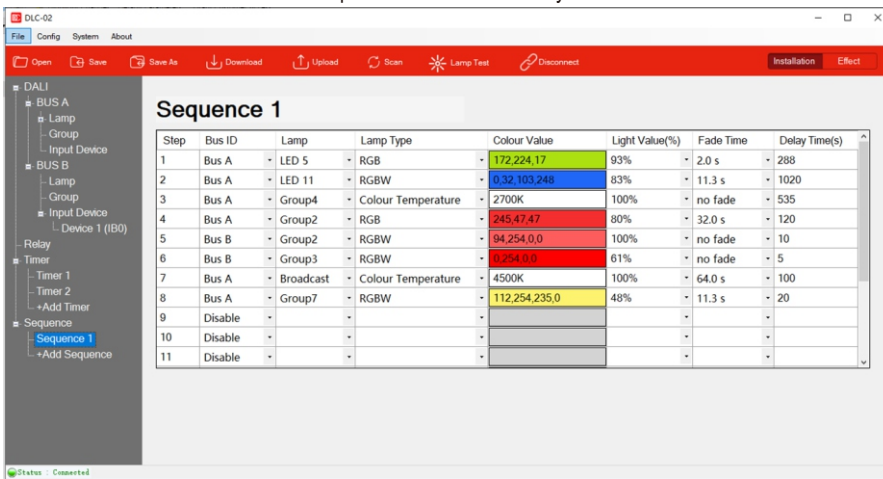 DLC-02
File Config System About
Open Save Save As Download Upload Scan Lamp Test Disconnect Installation Effect
DALI
BUS A
Lamp
Group
Input Device
BUS B
Lamp
Group
Input Device
Device 1 (IB0)
Relay
Timer
Timer 1
Timer 2
+Add Timer
Sequence
Sequence 1
+Add Sequence
Sequence 1
Step Bus ID Lamp Lamp Type Colour Value Light Value(%) Fade Time Delay Time(s)
1 Bus A LED 5 RGB 172,224,17 93% 2.0 s 288
2 Bus A LED 11 RGBW 0,32,103,248 83% 11.3 s 1020
3 Bus A Group4 Colour Temperature 2700K 100% no fade 535
4 Bus A Group2 RGB 245,47,47 80% 32.0 s 120
5 Bus B Group2 RGBW 94,254,0,0 100% no fade 10
6 Bus B Group3 RGBW 0,254,0,0 61% no fade 5
7 Bus A Broadcast Colour Temperature 4500K 100% 64.0 s 100
8 Bus A Group7 RGBW 112,254,235,0 48% 11.3 s 20
9 Disable
10 Disable
11 Disable
Status : Connected